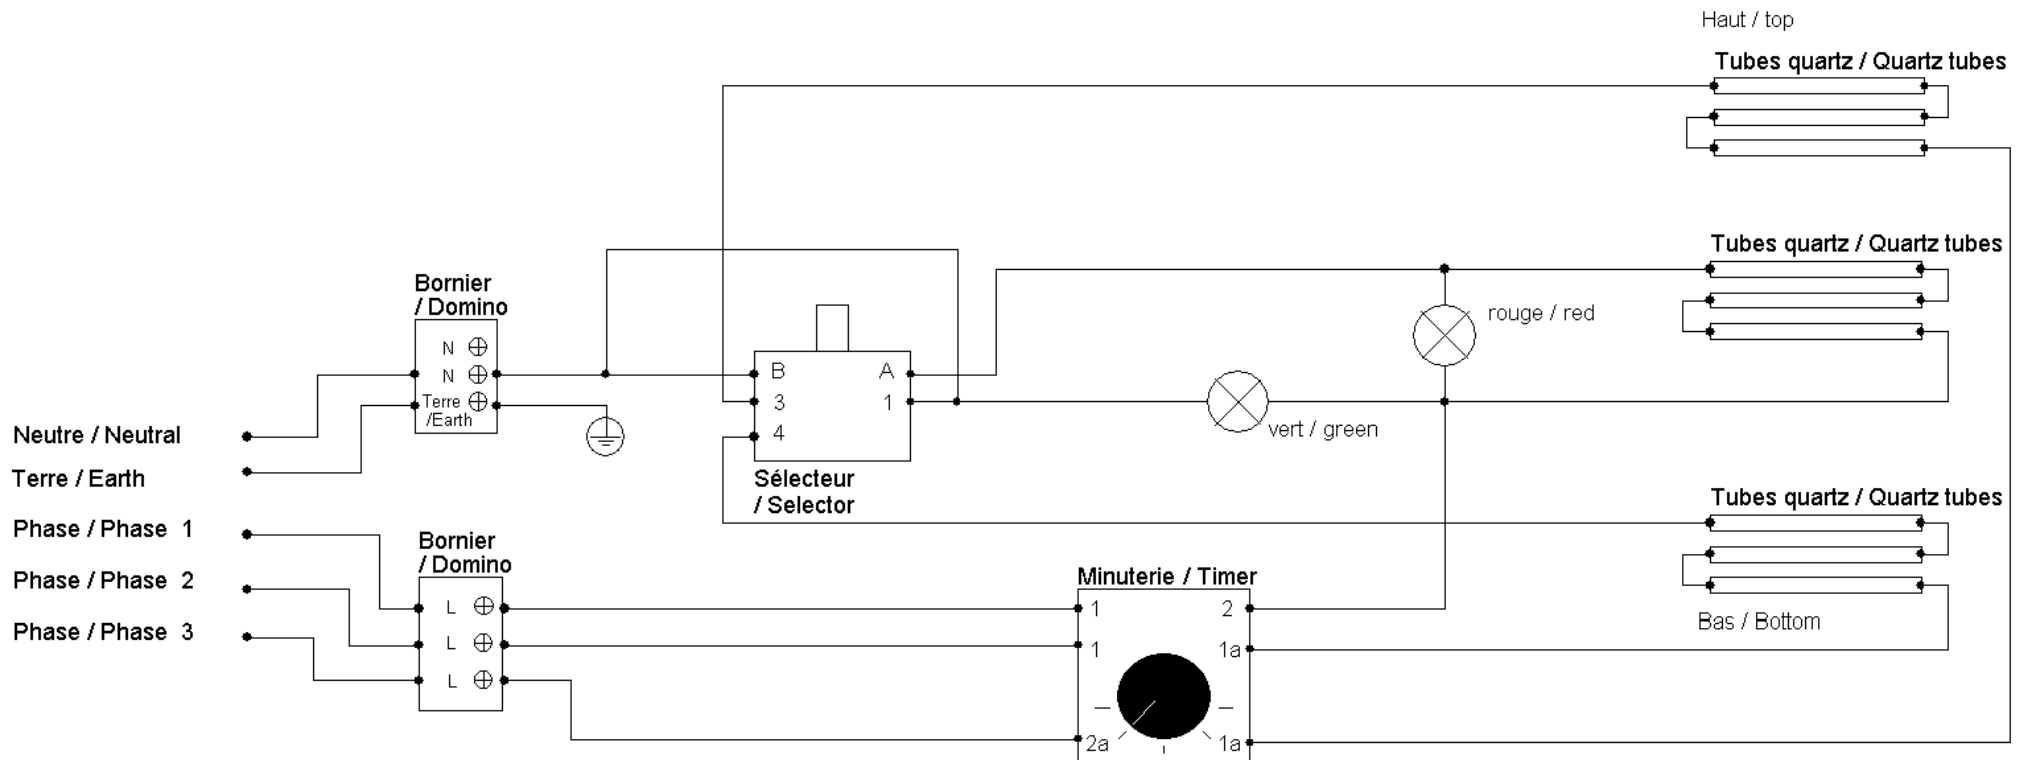 Haut / top
Tubes quartz / Quartz tubes
Tubes quartz / Quartz tubes
Bornier
/ Domino
rouge / red
N
N
Terre
/Earth
B
A
3
1
4
vert / green
Neutre / Neutral
Terre / Earth
Sélecteur
/ Selector
Tubes quartz / Quartz tubes
Phase / Phase 1
Bornier
/ Domino
Phase / Phase 2
Minuterie / Timer
L
1
2
Bas / Bottom
Phase / Phase 3
L
1
1a
L
2a
1a